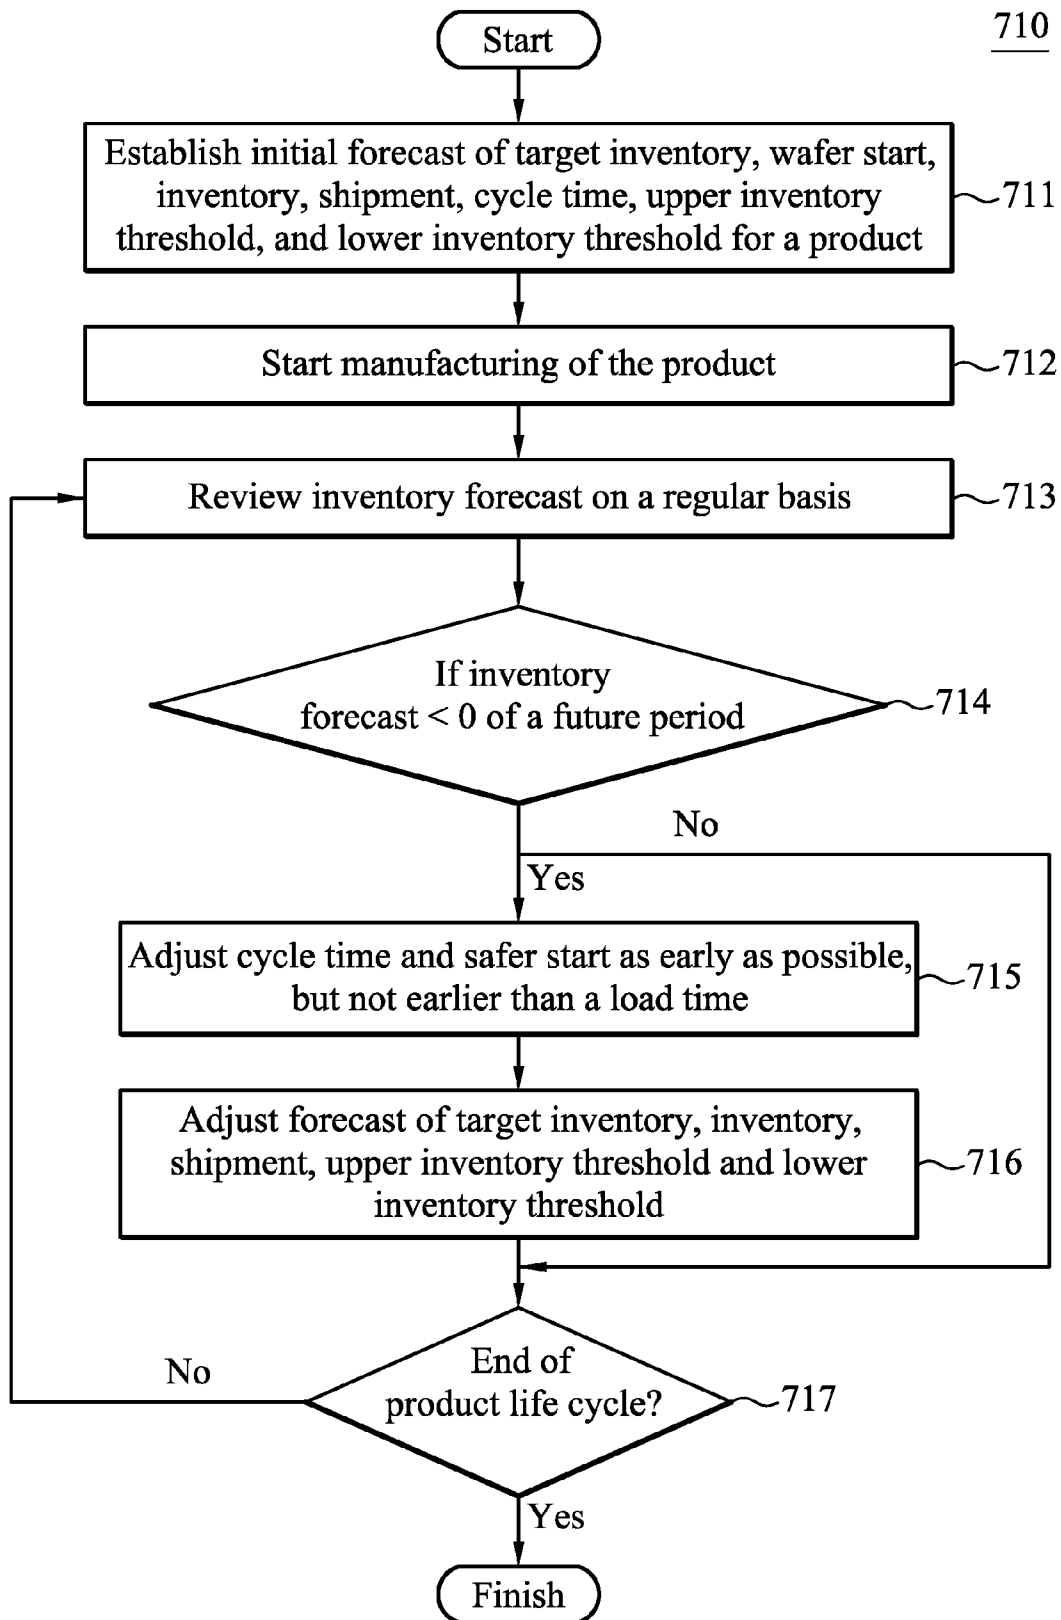 710
Start
Establish initial forecast of target inventory, wafer start,
inventory, shipment, cycle time, upper inventory
threshold, and lower inventory threshold for a product
711
Start manufacturing of the product
712
Review inventory forecast on a regular basis
713
If inventory
forecast < 0 of a future period
714
No
Yes
Adjust cycle time and safer start as early as possible,
but not earlier than a load time
715
Adjust forecast of target inventory, inventory,
shipment, upper inventory threshold and lower
inventory threshold
716
No
End of
product life cycle?
717
Yes
Finish